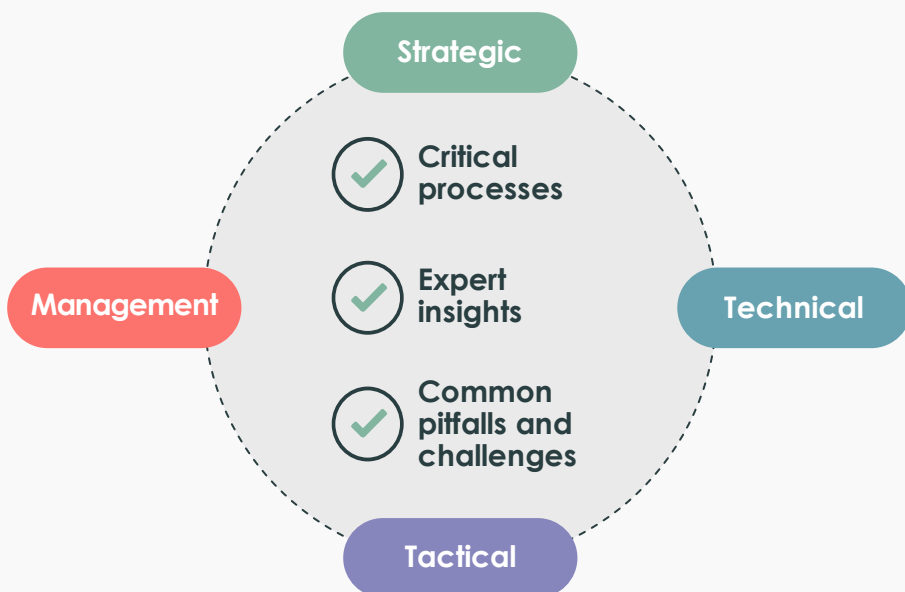 Strategic
Critical
processes
Management
Expert
insights
Technical
Common
pitfalls and
challenges
Tactical